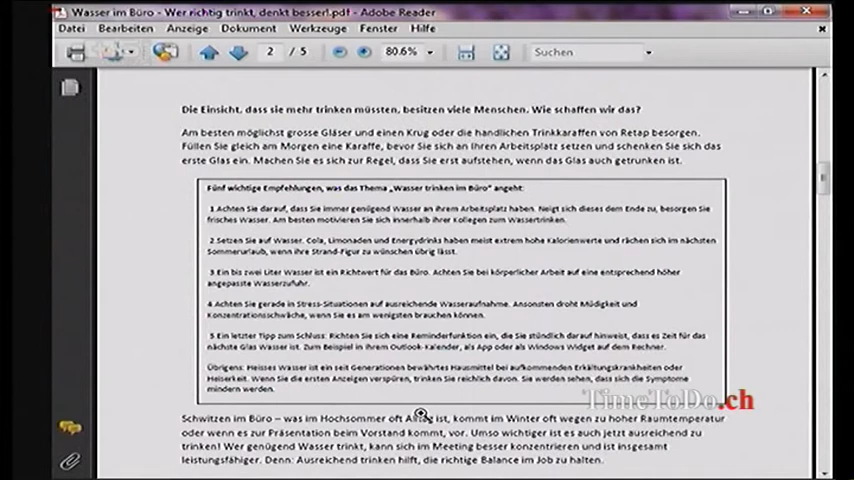 Wasser im Büro - Wer richtig trinkt, denkt besser!.pdf - Adobe Reader
Datei Bearbeiten Anzeige Dokument Werkzeuge Fenster Hilfe
2 / 5 80.6% Suchen
Die Einsicht, dass sie mehr trinken müssten, besitzen viele Menschen. Wie schaffen wir das?
Am besten möglichst grosse Gläser und einen Krug oder die handlichen Trinkkaraffen von Retap besorgen.
Füllen Sie gleich am Morgen eine Karaffe, bevor Sie sich an Ihren Arbeitsplatz setzen und schenken Sie sich das
erste Glas ein. Machen Sie es sich zur Regel, dass Sie erst aufstehen, wenn das Glas auch getrunken ist.
Fünf wichtige Empfehlungen, was das Thema „Wasser trinken im Büro" angeht:
1.Achten Sie darauf, dass Sie immer genügend Wasser an ihrem Arbeitsplatz haben. Neigt sich dieses dem Ende zu, besorgen Sie
frisches Wasser. Am besten motivieren Sie sich innerhalb ihrer Kollegen zum Wassertrinken.
2.Setzen Sie auf Wasser. Cola, Limonaden und Energydrinks haben meist extrem hohe Kalorienwerte und rächen sich im nächsten
Sommerurlaub, wenn ihre Strand-Figur zu wünschen übrig lässt.
3.Ein bis zwei Liter Wasser ist ein Richtwert für das Büro. Achten Sie bei körperlicher Arbeit auf eine entsprechend höher
angepasste Wasserzufuhr.
4.Achten Sie gerade in Stress-Situationen auf ausreichende Wasseraufnahme. Ansonsten droht Müdigkeit und
Konzentrationsschwäche, wenn Sie es am wenigsten brauchen können.
5.Ein letzter Tipp zum Schluss: Richten Sie sich eine Reminderfunktion ein, die Sie stündlich darauf hinweist, dass es Zeit für das
nächste Glas Wasser ist. Zum Beispiel in Ihrem Outlook-Kalender, als App oder als Windows Widget auf dem Rechner.
Übrigens: Heisses Wasser ist ein seit Generationen bewährtes Hausmittel bei aufkommenden Erkältungskrankheiten oder
Heiserkeit. Wenn Sie die ersten Anzeigen verspüren, trinken Sie reichlich davon. Sie werden sehen, dass sich die Symptome
mindern werden.
TimeToDo.ch
Schwitzen im Büro – was im Hochsommer oft Alltag ist, kommt im Winter oft wegen zu hoher Raumtemperatur
oder wenn es zur Präsentation beim Vorstand kommt, vor. Umso wichtiger ist es auch jetzt ausreichend zu
trinken! Wer genügend Wasser trinkt, kann sich im Meeting besser konzentrieren und ist insgesamt
leistungsfähiger. Denn: Ausreichend trinken hilft, die richtige Balance im Job zu halten.